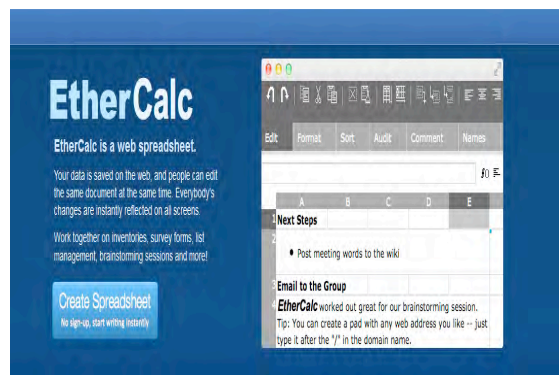 EtherCalc
EtherCalc is a web spreadsheet.
Your data is saved on the web, and people can edit
the same document at the same time. Everybody's
changes are instantly reflected on all screens.
Work together on inventories, survey forms, list
management, brainstorming sessions and more!
Create Spreadsheet
No sign-up, start writing instantly
Edit Format Sort Audit Comment Names
A B C D E
1 Next Steps
2
• Post meeting words to the wiki
3 Email to the Group
4 EtherCalc worked out great for our brainstorming session.
Tip: You can create a pad with any web address you like -- just
type it after the "/" in the domain name.